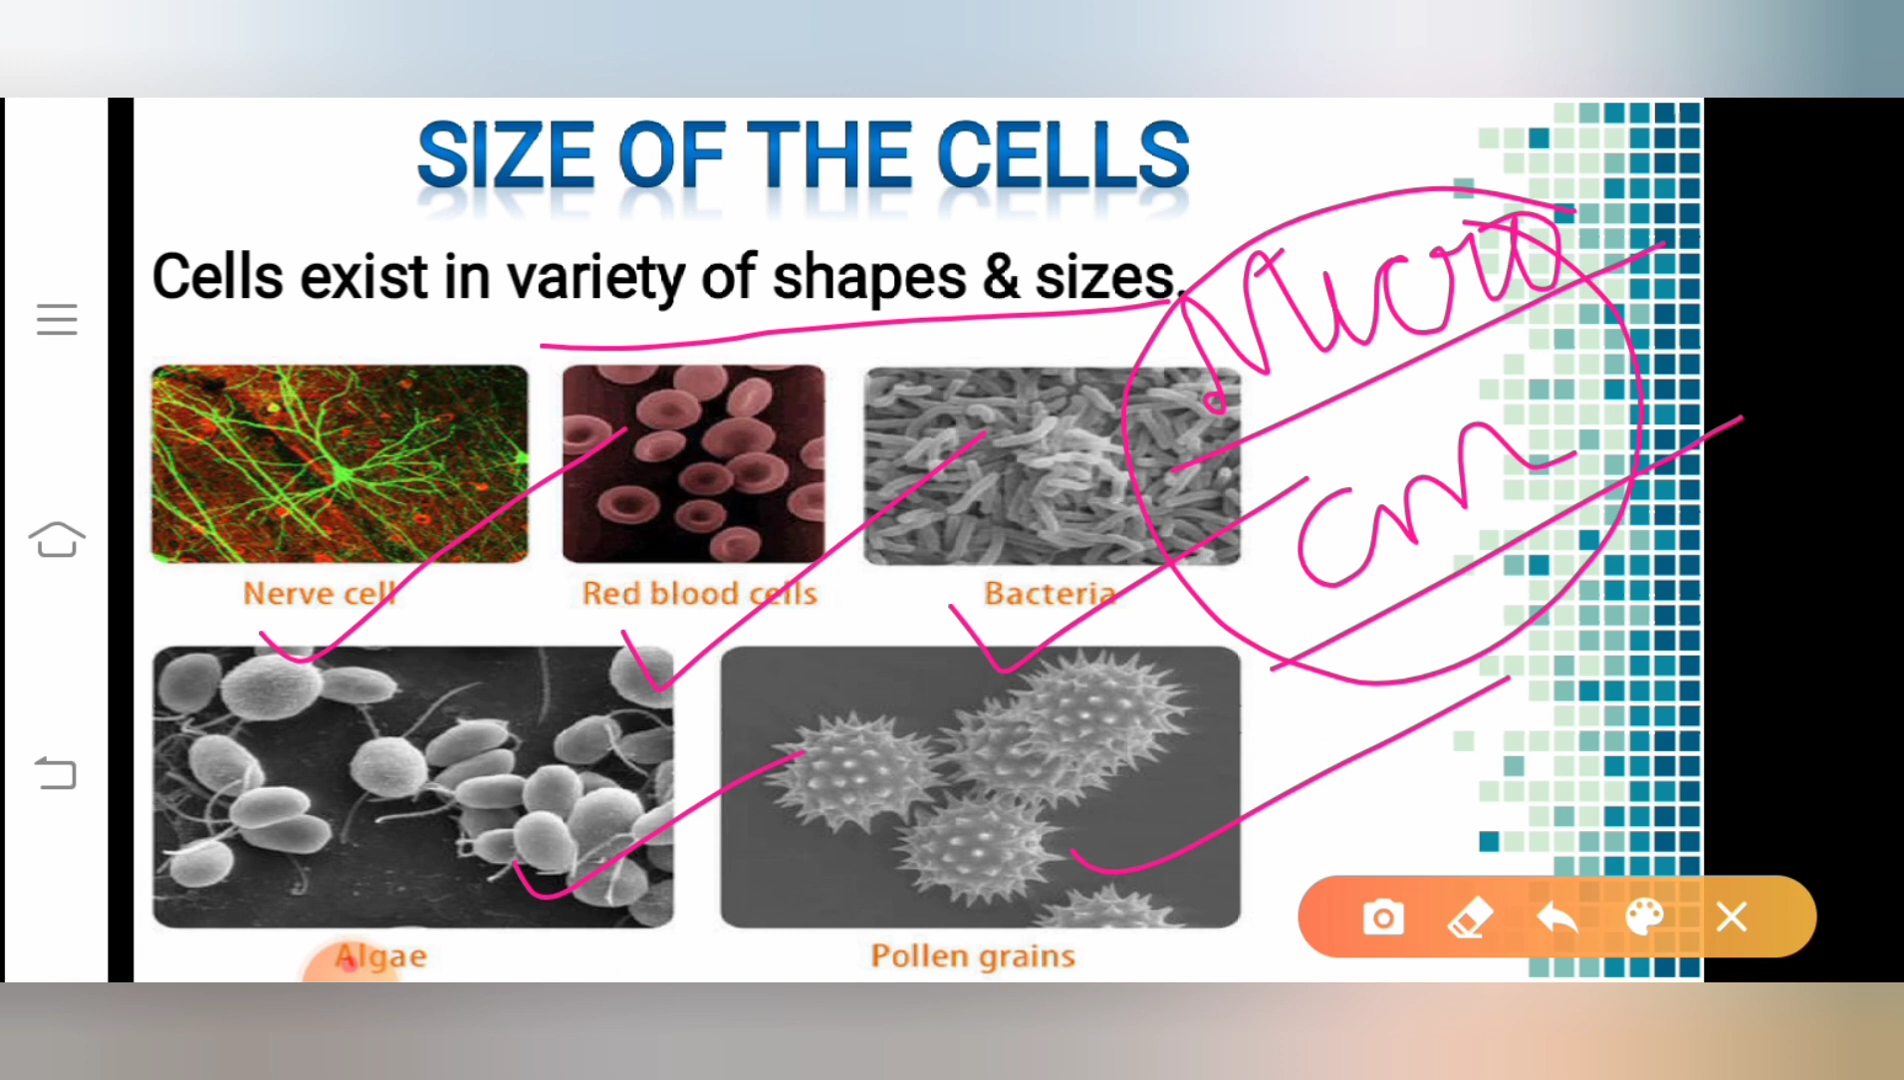 SIZE OF THE CELLS
Cells exist in variety of shapes & sizes.
Micro
cm
Nerve cell
Red blood cells
Bacteria
Algae
Pollen grains